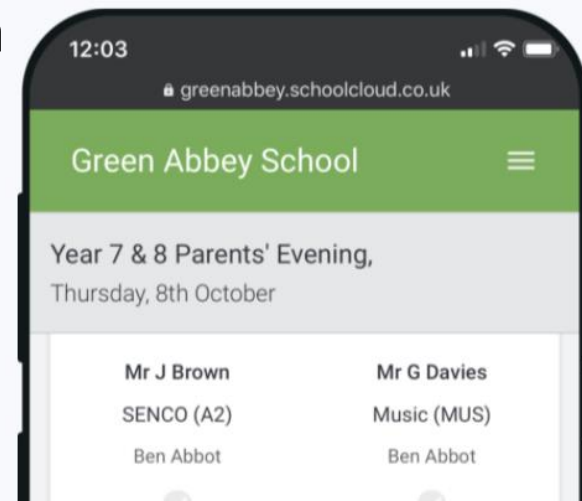 12:03
greenabbey.schoolcloud.co.uk
Green Abbey School
Year 7 & 8 Parents' Evening,
Thursday, 8th October
Mr J Brown Mr G Davies
SENCO (A2) Music (MUS)
Ben Abbot Ben Abbot